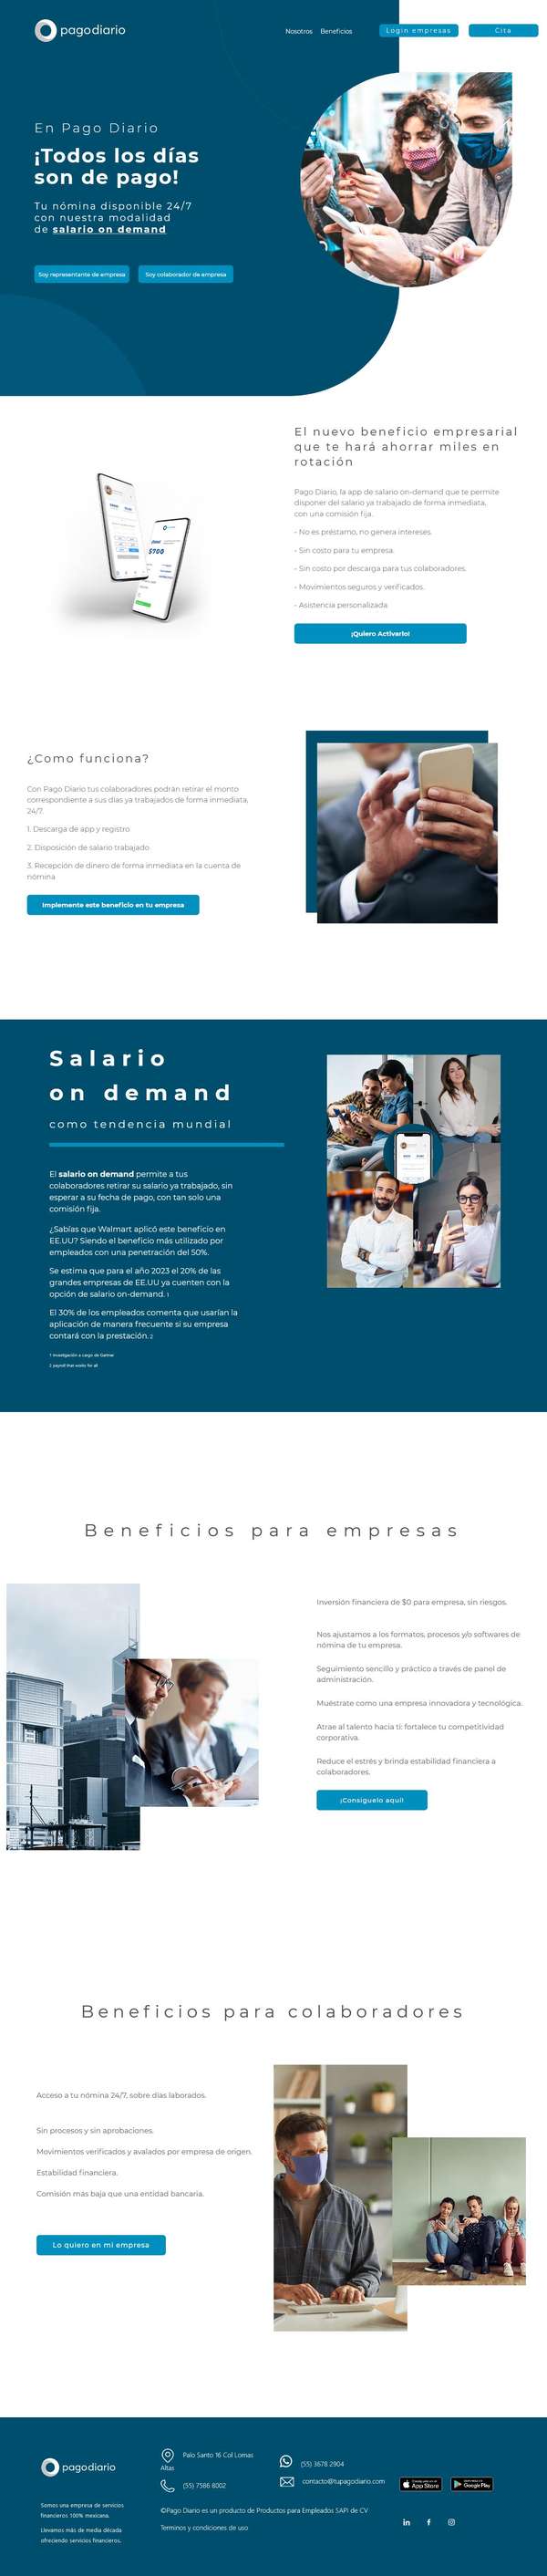 pagodiario
Nosotros Beneficios Login empresas Cita
En Pago Diario
¡Todos los días
son de pago!
Tu nómina disponible 24/7
con nuestra modalidad
de salario on demand
Soy representante de empresa Soy colaborador de empresa
El nuevo beneficio empresarial
que te hará ahorrar miles en
rotación
Pago Diario, la app de salario on-demand que te permite
disponer del salario ya trabajado de forma inmediata,
con una comisión fija.
- No es préstamo, no genera intereses.
- Sin costo para tu empresa.
- Sin costo por descarga para tus colaboradores.
- Movimientos seguros y verificados.
- Asistencia personalizada
¡Quiero Activarlo!
$700
¿Como funciona?
Con Pago Diario tus colaboradores podrán retirar el monto
correspondiente a sus días ya trabajados de forma inmediata,
24/7.
1. Descarga de app y registro
2. Disposición de salario trabajado
3. Recepción de dinero de forma inmediata en la cuenta de
nómina
Implemente este beneficio en tu empresa
Salario
on demand
como tendencia mundial
El salario on demand permite a tus
colaboradores retirar su salario ya trabajado, sin
esperar a su fecha de pago, con tan solo una
comisión fija.
¿Sabías que Walmart aplicó este beneficio en
EE.UU? Siendo el beneficio más utilizado por
empleados con una penetración del 50%.
Se estima que para el año 2023 el 20% de las
grandes empresas de EE.UU ya cuenten con la
opción de salario on-demand. 1
El 30% de los empleados comenta que usarían la
aplicación de manera frecuente si su empresa
contará con la prestación. 2
1 Investigación a cargo de Gartner
2 payroll that works for all
Beneficios para empresas
Inversión financiera de $0 para empresa, sin riesgos.
Nos ajustamos a los formatos, procesos y/o softwares de
nómina de tu empresa.
Seguimiento sencillo y práctico a través de panel de
administración.
Muéstrate como una empresa innovadora y tecnológica.
Atrae al talento hacia ti: fortalece tu competitividad
corporativa.
Reduce el estrés y brinda estabilidad financiera a
colaboradores.
¡Consiguelo aquí!
Beneficios para colaboradores
Acceso a tu nómina 24/7, sobre días laborados.
Sin procesos y sin aprobaciones.
Movimientos verificados y avalados por empresa de origen.
Estabilidad financiera.
Comisión más baja que una entidad bancaria.
Lo quiero en mi empresa
pagodiario
Somos una empresa de servicios
financieros 100% mexicana.
Llevamos más de media década
ofreciendo servicios financieros.
Palo Santo 16 Col Lomas
Altas
(55) 7586 8002
(55) 3678 2904
contacto@tupagodiario.com
App Store
Google Play
©Pago Diario es un producto de Productos para Empleados SAPI de CV
Terminos y condiciones de uso